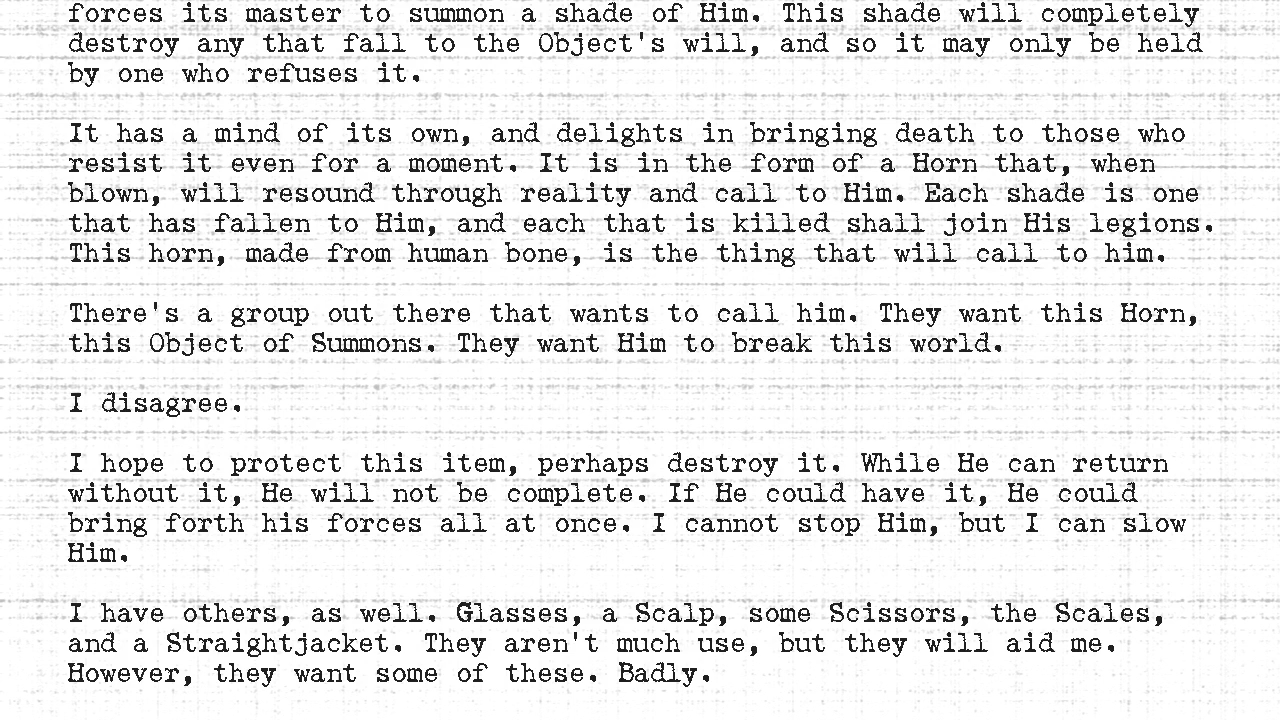 forces its master to summon a shade of Him. This shade will completely
destroy any that fall to the Object's will, and so it may only be held
by one who refuses it.
It has a mind of its own, and delights in bringing death to those who
resist it even for a moment. It is in the form of a Horn that, when
blown, will resound through reality and call to Him. Each shade is one
that has fallen to Him, and each that is killed shall join His legions.
This horn, made from human bone, is the thing that will call to him.
There's a group out there that wants to call him. They want this Horn,
this Object of Summons. They want Him to break this world.
I disagree.
I hope to protect this item, perhaps destroy it. While He can return
without it, He will not be complete. If He could have it, He could
bring forth his forces all at once. I cannot stop Him, but I can slow
Him.
I have others, as well. Glasses, a Scalp, some Scissors, the Scales,
and a Straightjacket. They aren't much use, but they will aid me.
However, they want some of these. Badly.